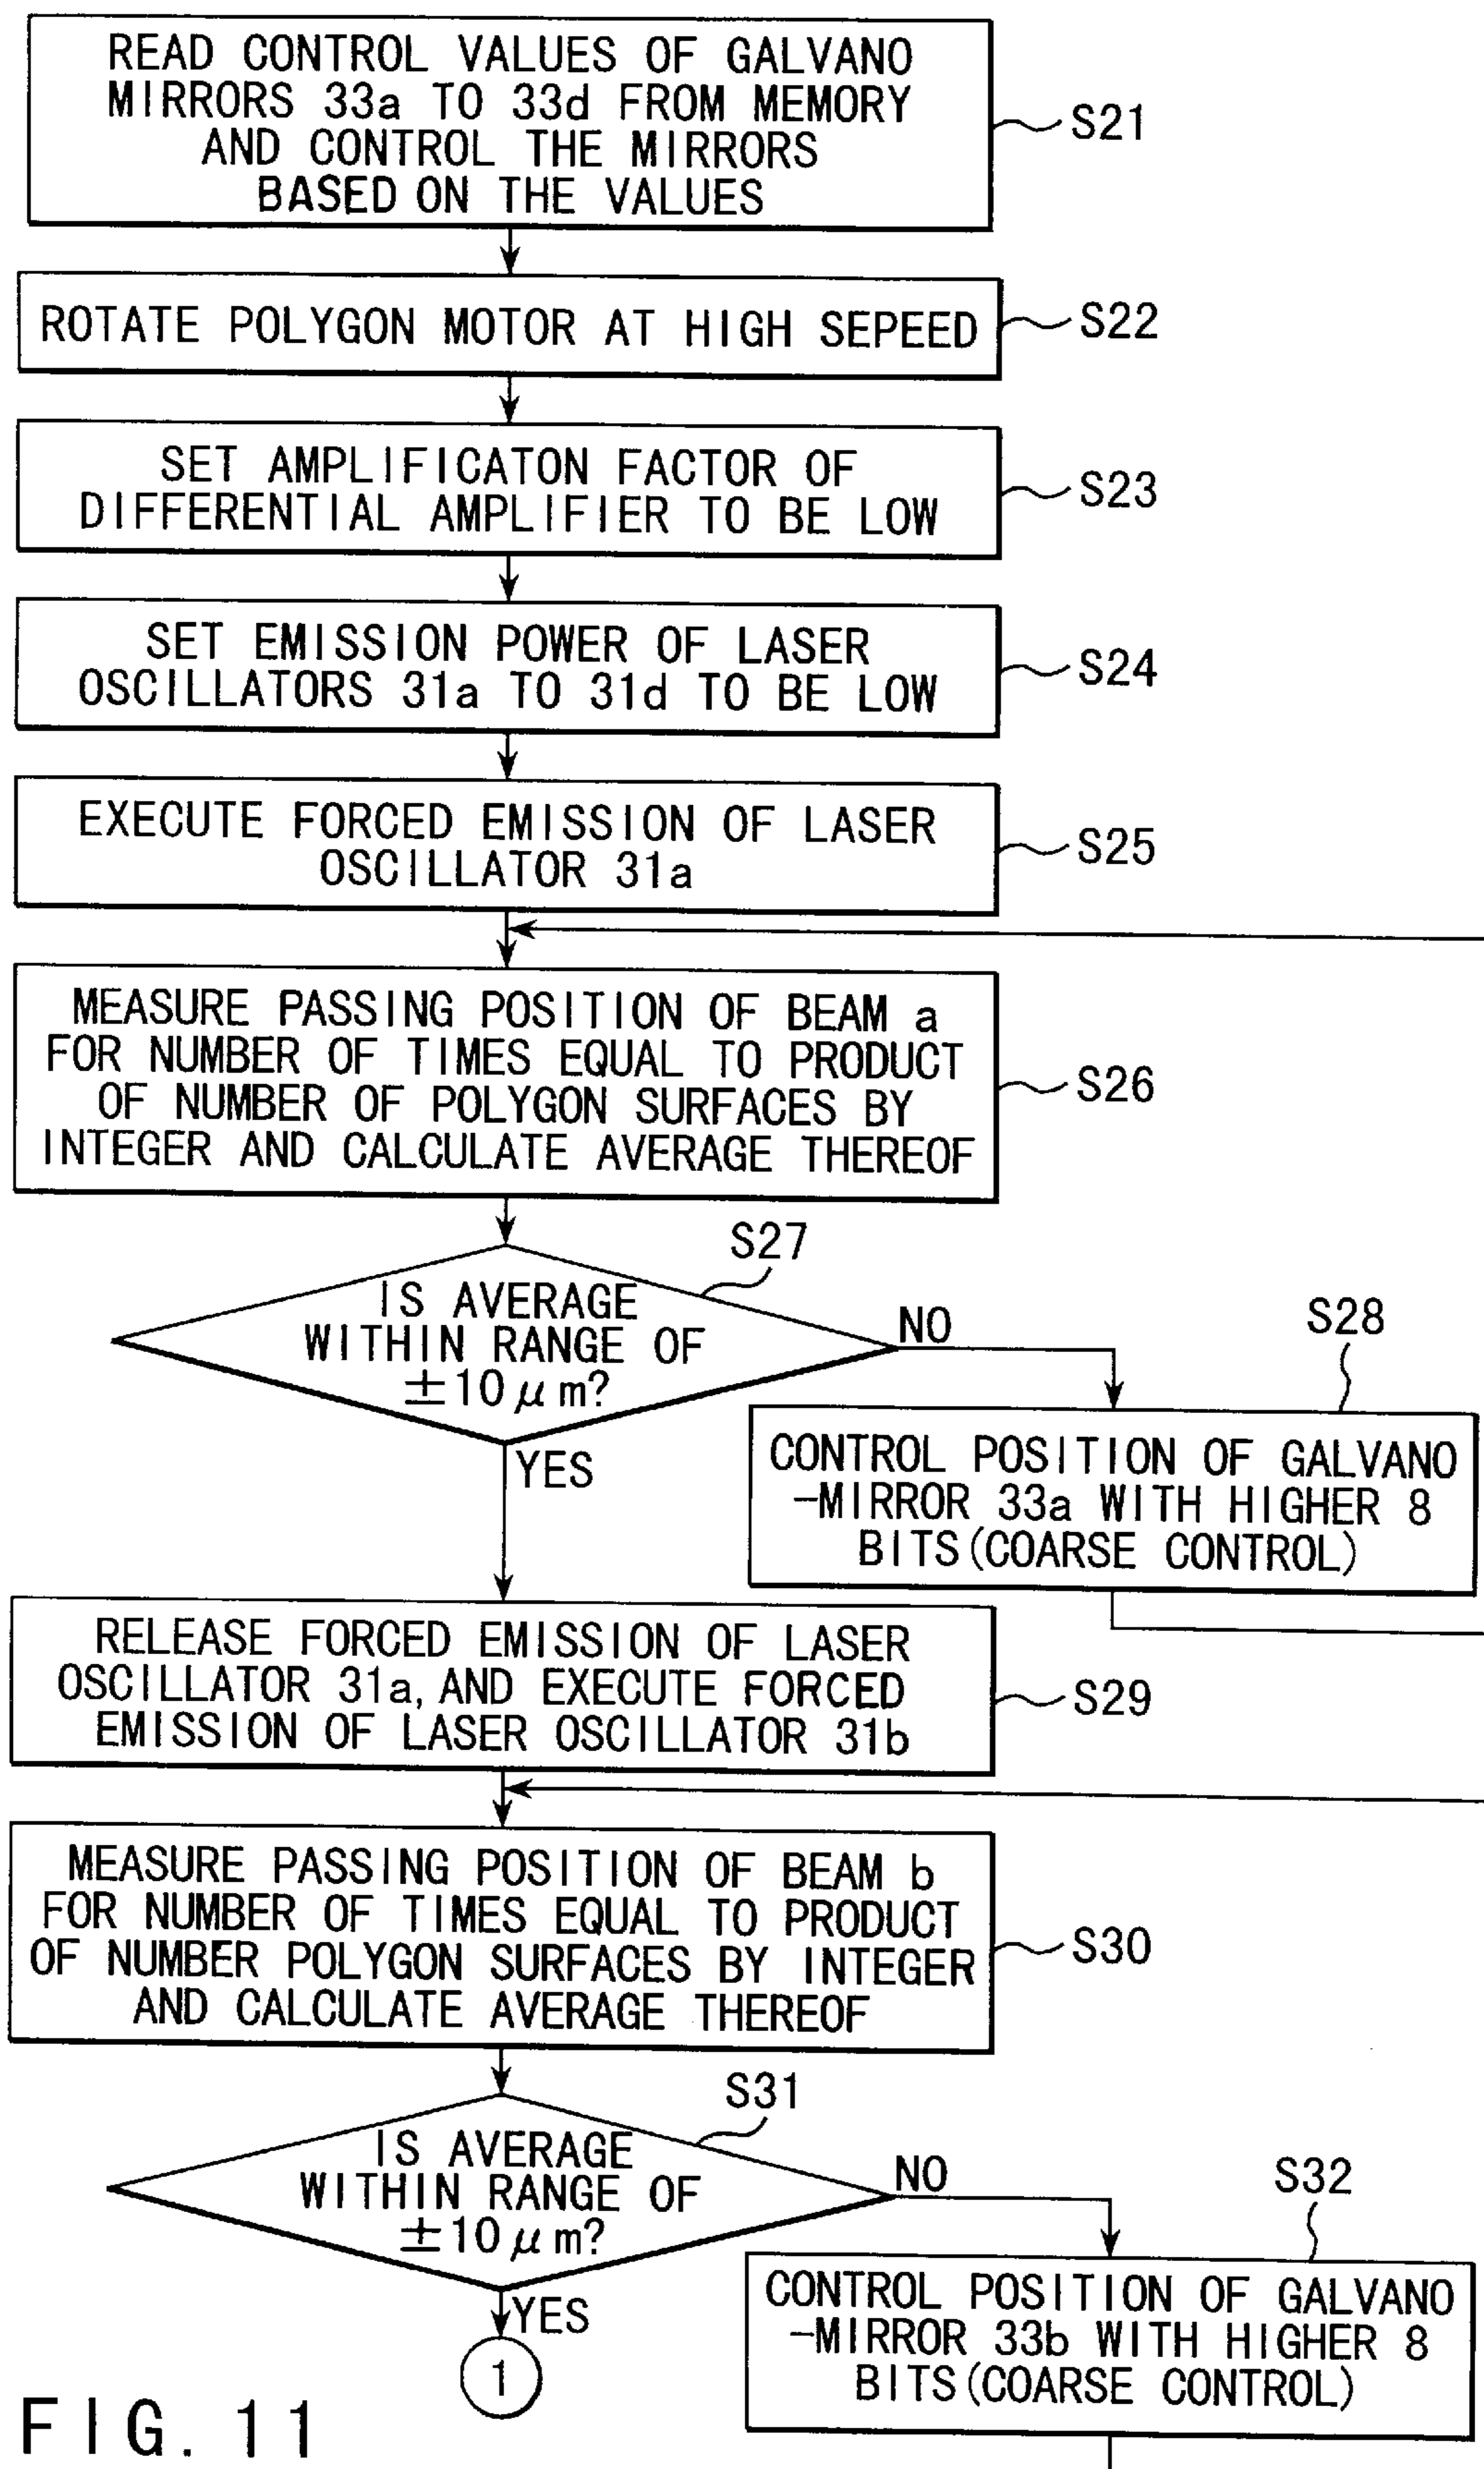 READ CONTROL VALUES OF GALVANO
MIRRORS 33a TO 33d FROM MEMORY
AND CONTROL THE MIRRORS
BASED ON THE VALUES
S21
ROTATE POLYGON MOTOR AT HIGH SEPEED
S22
SET AMPLIFICATON FACTOR OF
DIFFERENTIAL AMPLIFIER TO BE LOW
S23
SET EMISSION POWER OF LASER
OSCILLATORS 31a TO 31d TO BE LOW
S24
EXECUTE FORCED EMISSION OF LASER
OSCILLATOR 31a
S25
MEASURE PASSING POSITION OF BEAM a
FOR NUMBER OF TIMES EQUAL TO PRODUCT
OF NUMBER OF POLYGON SURFACES BY
INTEGER AND CALCULATE AVERAGE THEREOF
S26
S27
IS AVERAGE
WITHIN RANGE OF
±10μm?
NO
YES
S28
CONTROL POSITION OF GALVANO
-MIRROR 33a WITH HIGHER 8
BITS(COARSE CONTROL)
RELEASE FORCED EMISSION OF LASER
OSCILLATOR 31a, AND EXECUTE FORCED
EMISSION OF LASER OSCILLATOR 31b
S29
MEASURE PASSING POSITION OF BEAM b
FOR NUMBER OF TIMES EQUAL TO PRODUCT
OF NUMBER POLYGON SURFACES BY INTEGER
AND CALCULATE AVERAGE THEREOF
S30
S31
IS AVERAGE
WITHIN RANGE OF
±10μm?
NO
YES
1
S32
CONTROL POSITION OF GALVANO
-MIRROR 33b WITH HIGHER 8
BITS(COARSE CONTROL)
FIG. 11